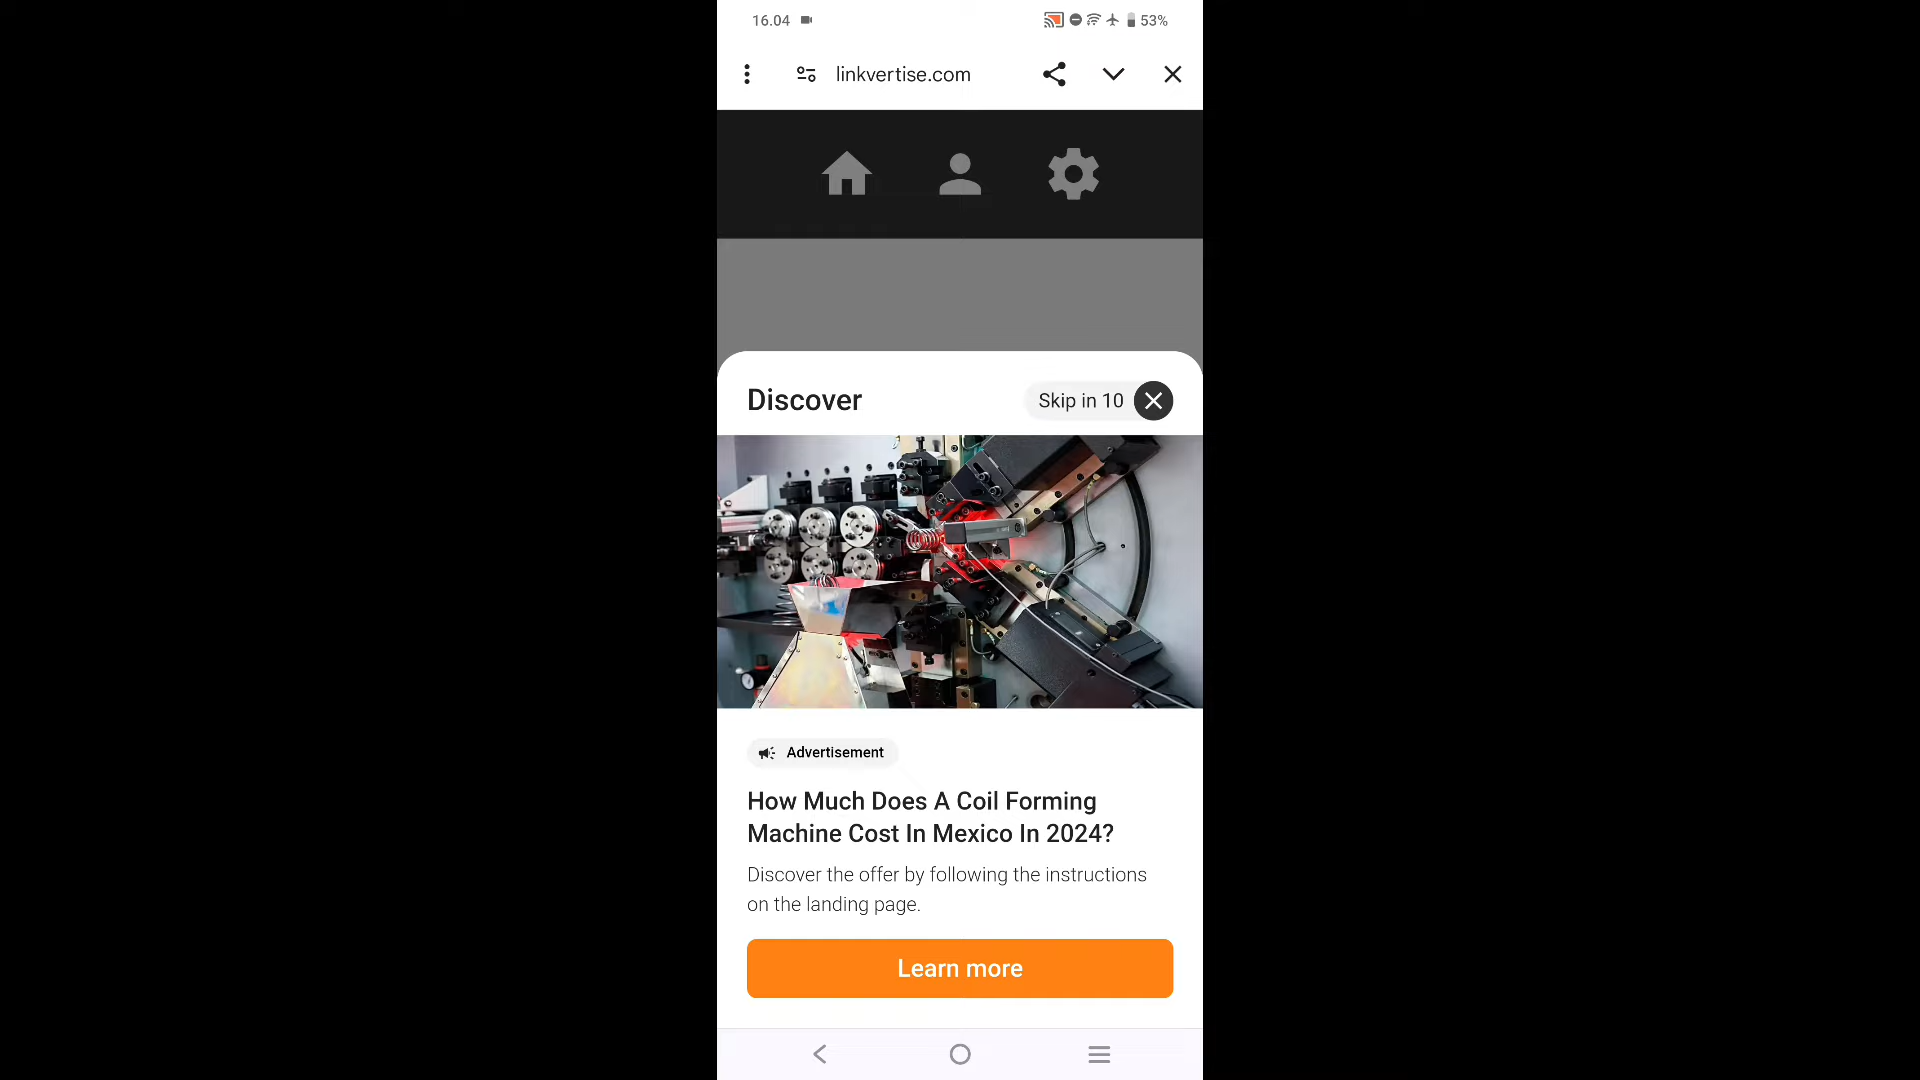 16.04
53%
linkvertise.com
Discover
Skip in 10
Advertisement
How Much Does A Coil Forming
Machine Cost In Mexico In 2024?
Discover the offer by following the instructions
on the landing page.
Learn more